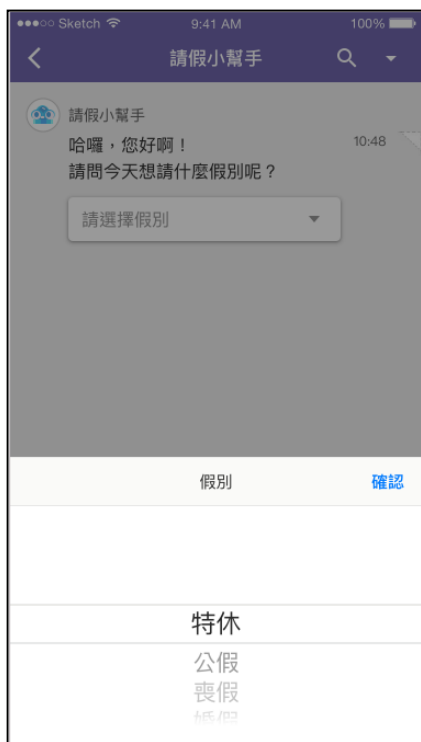 Sketch 9:41 AM 100%
請假小幫手
請假小幫手
哈囉，您好啊！ 10:48
請問今天想請什麼假別呢？
請選擇假別
假別 確認
特休
公假
喪假
婚假